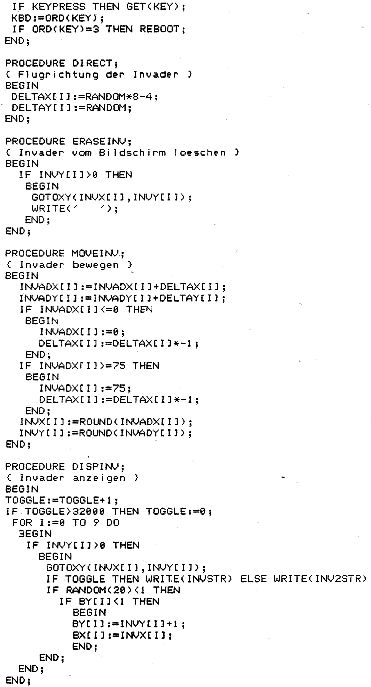 IF KEYPRESS THEN GET(KEY);
KBD:=ORD(KEY);
IF ORD(KEY)=3 THEN REBOOT;
END;
PROCEDURE DIRECT;
( Flugrichtung der Invader )
BEGIN
DELTAX[I]:=RANDOM*8-4;
DELTAY[I]:=RANDOM;
END;
PROCEDURE ERASEINV;
( Invader vom Bildschirm loeschen )
BEGIN
IF INVY[I]>0 THEN
BEGIN
GOTOXY(INVX[I],INVY[I]);
WRITE('    ');
END;
END;
PROCEDURE MOVEINV;
( Invader bewegen )
BEGIN
INVADX[I]:=INVADX[I]+DELTAX[I];
INVADY[I]:=INVADY[I]+DELTAY[I];
IF INVADX[I]<=0 THEN
BEGIN
INVADX[I]:=0;
DELTAX[I]:=DELTAX[I]*-1;
END;
IF INVADX[I]>=75 THEN
BEGIN
INVADX[I]:=75;
DELTAX[I]:=DELTAX[I]*-1;
END;
INVX[I]:=ROUND(INVADX[I]);
INVY[I]:=ROUND(INVADY[I]);
END;
PROCEDURE DISPINV;
( Invader anzeigen )
BEGIN
TOGGLE:=TOGGLE+1;
IF TOGGLE>32000 THEN TOGGLE:=0;
FOR I:=0 TO 9 DO
BEGIN
IF INVY[I]>0 THEN
BEGIN
GOTOXY(INVX[I],INVY[I]);
IF TOGGLE THEN WRITE(INVSTR) ELSE WRITE(INV2STR)
IF RANDOM(20)<1 THEN
IF BY[I]<1 THEN
BEGIN
BY[I]:=INVY[I]+1;
BX[I]:=INVX[I];
END;
END;
END;
END;